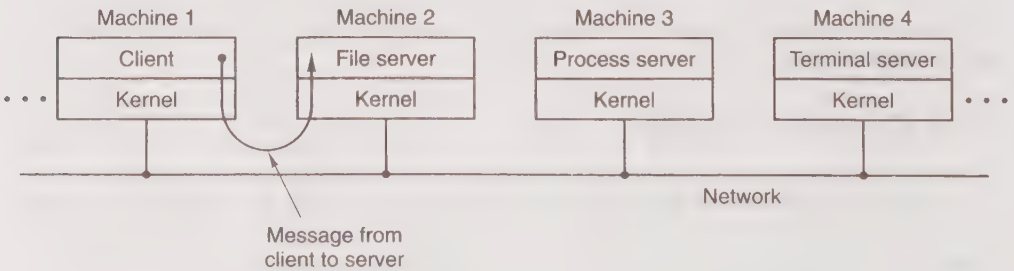 Machine 1
Machine 2
Machine 3
Machine 4
Client
File server
Process server
Terminal server
Kernel
Kernel
Kernel
Kernel
Network
Message from
client to server